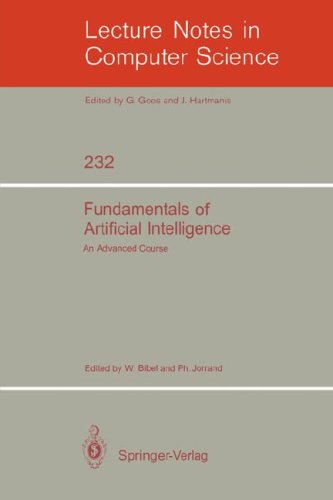 Lecture Notes in
Computer Science
Edited by G. Goos and J. Hartmanis
232
Fundamentals of
Artificial Intelligence
An Advanced Course
Edited by W. Bibel and Ph. Jorrand
Springer-Verlag